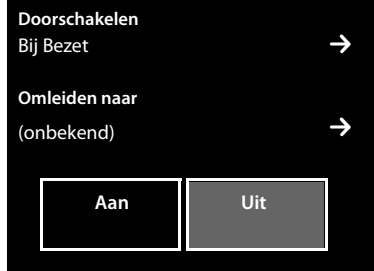 Doorschakelen
Bij Bezet
Omleiden naar
(onbekend)
Aan Uit